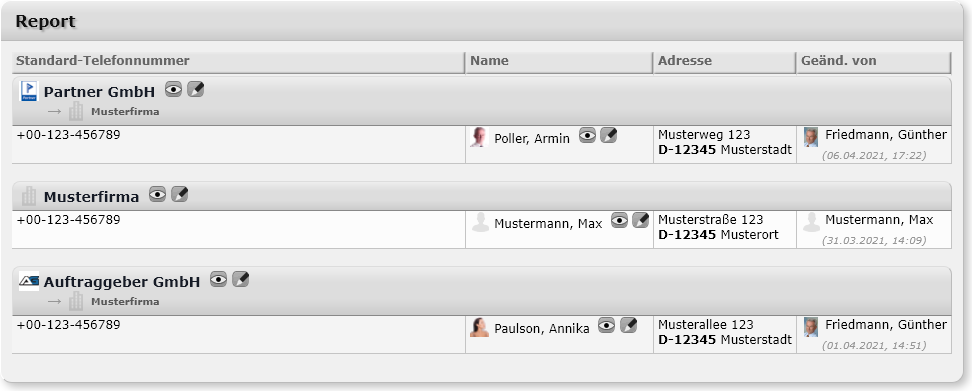 Report
Standard-Telefonnummer Name Adresse Geänd. von
Partner GmbH
→ Musterfirma
+00-123-456789 Poller, Armin Musterweg 123 Friedmann, Günther
D-12345 Musterstadt (06.04.2021, 17:22)
Musterfirma
+00-123-456789 Mustermann, Max Musterstraße 123 Mustermann, Max
D-12345 Musterort (31.03.2021, 14:09)
Auftraggeber GmbH
→ Musterfirma
+00-123-456789 Paulson, Annika Musterallee 123 Friedmann, Günther
D-12345 Musterstadt (01.04.2021, 14:51)